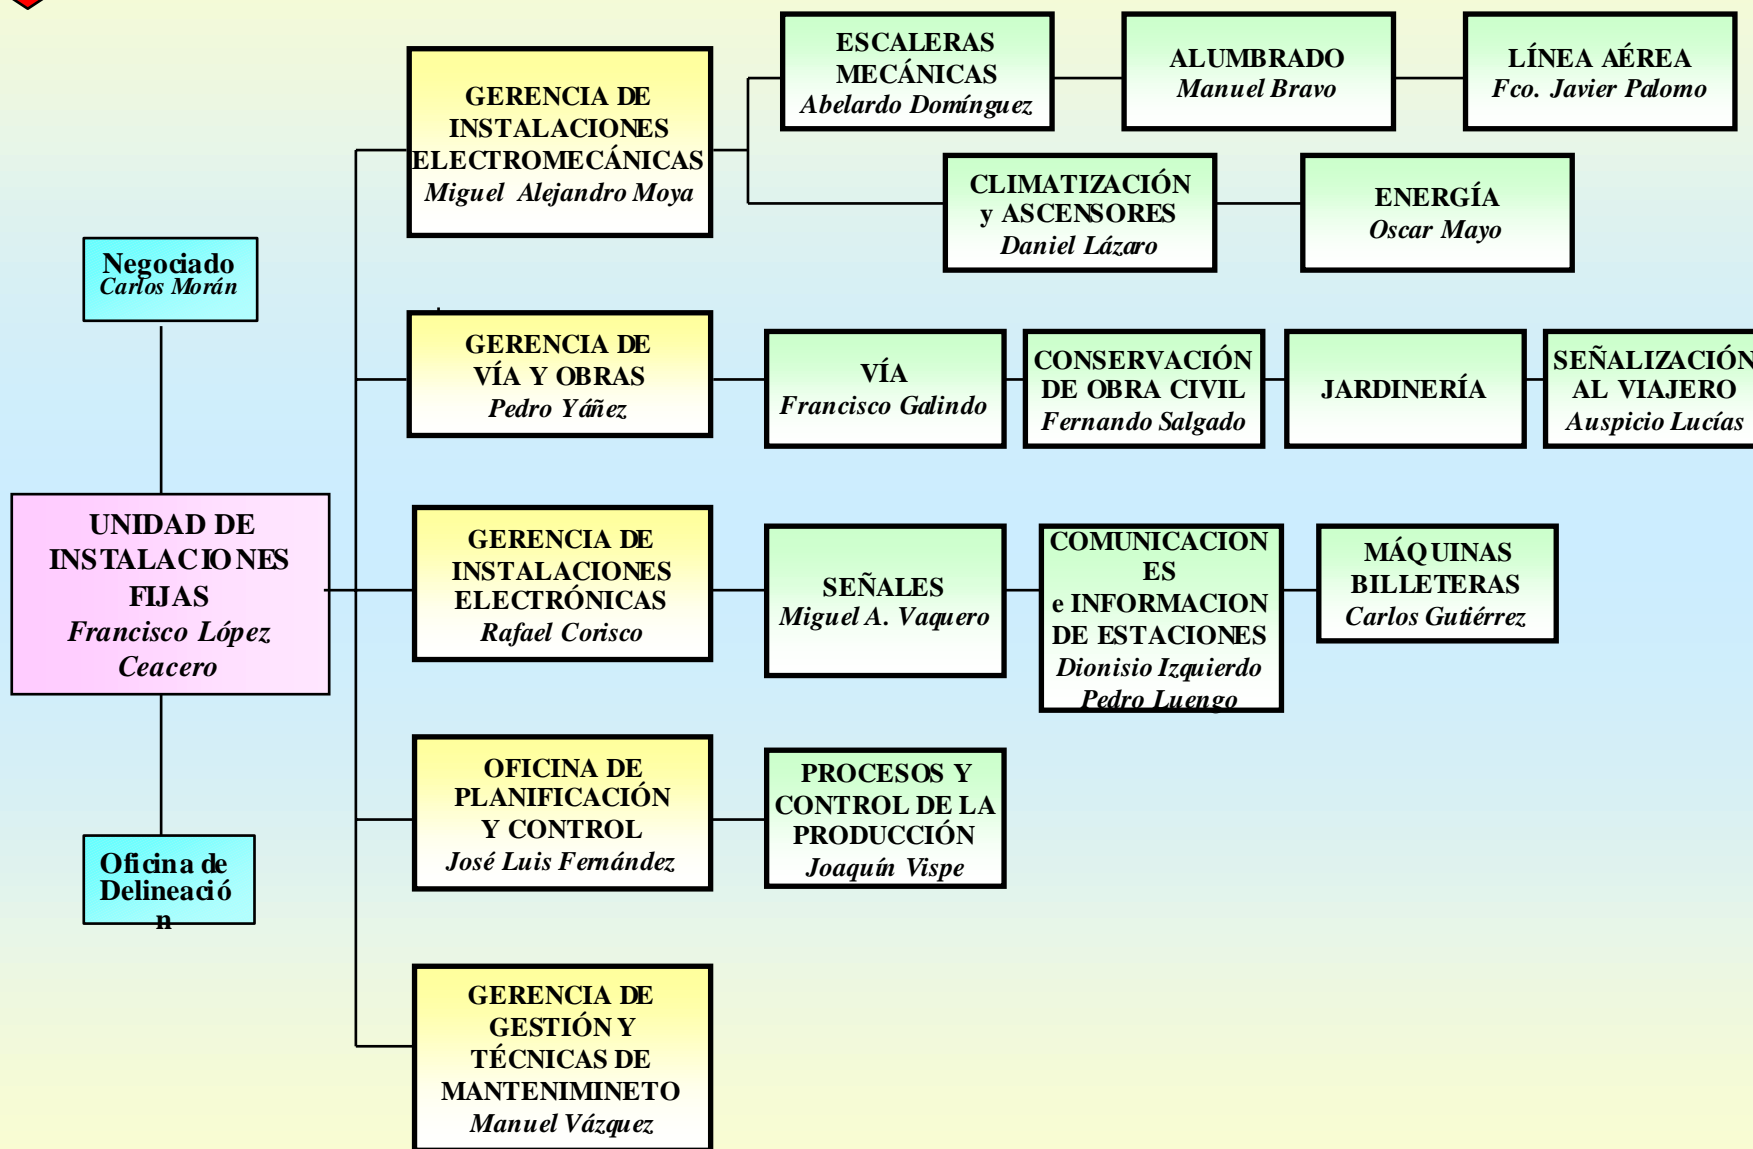 ESCALERAS
MECÁNICAS
Abelardo Domínguez
ALUMBRADO
Manuel Bravo
LÍNEA AÉREA
Fco. Javier Palomo
GERENCIA DE
INSTALACIONES
ELECTROMECÁNICAS
Miguel Alejandro Moya
CLIMATIZACIÓN
y ASCENSORES
Daniel Lázaro
ENERGÍA
Oscar Mayo
Negociado
Carlos Morán
GERENCIA DE
VÍA Y OBRAS
Pedro Yáñez
VÍA
Francisco Galindo
CONSERVACIÓN
DE OBRA CIVIL
Fernando Salgado
JARDINERÍA
SEÑALIZACIÓN
AL VIAJERO
Auspicio Lucías
UNIDAD DE
INSTALACIONES
FIJAS
Francisco López
Ceacero
GERENCIA DE
INSTALACIONES
ELECTRÓNICAS
Rafael Corisco
SEÑALES
Miguel A. Vaquero
COMUNICACION
ES
e INFORMACION
DE ESTACIONES
Dionisio Izquierdo
Pedro Luengo
MÁQUINAS
BILLETERAS
Carlos Gutiérrez
OFICINA DE
PLANIFICACIÓN
Y CONTROL
José Luis Fernández
PROCESOS Y
CONTROL DE LA
PRODUCCIÓN
Joaquín Vispe
Oficina de
Delineació
n
GERENCIA DE
GESTIÓN Y
TÉCNICAS DE
MANTENIMINETO
Manuel Vázquez